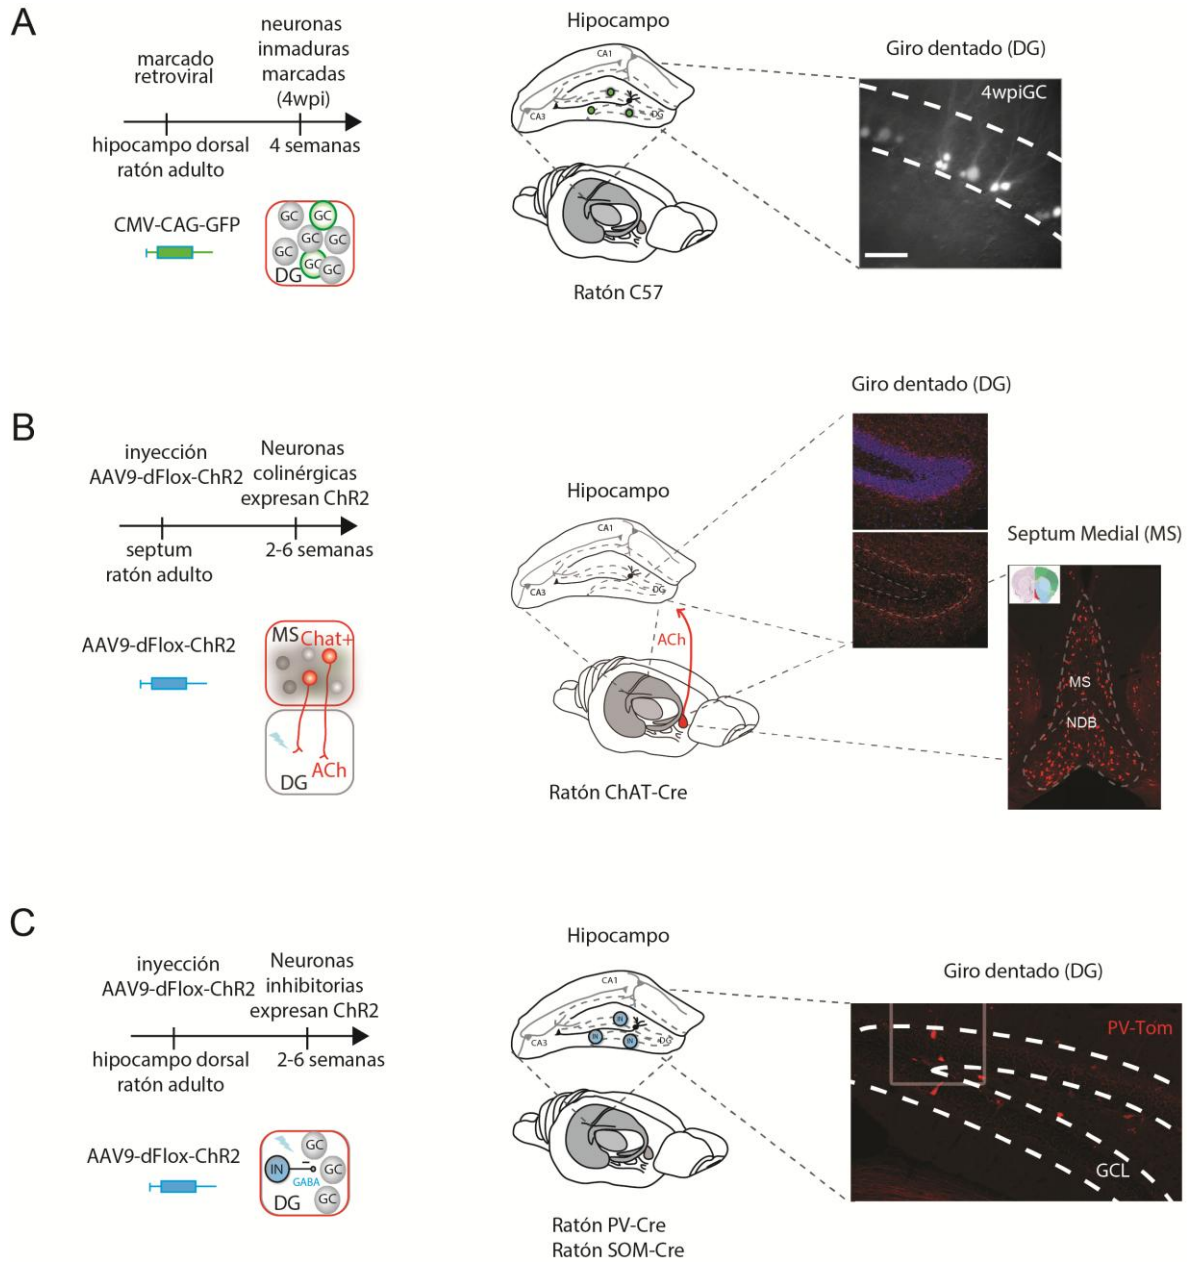 A
marcado
retroviral
neuronas
inmaduras
marcadas
(4wpi)
hipocampo dorsal
ratón adulto
4 semanas
CMV-CAG-GFP
GC
GC
GC
GC
GC
GC
GC
DG
Hipocampo
CA1
CA3
DG
Ratón C57
Giro dentado (DG)
4wpiGC
B
inyección
AAV9-dFlox-ChR2
Neuronas
colinérgicas
expresan ChR2
septum
ratón adulto
2-6 semanas
AAV9-dFlox-ChR2
MS Chat+
DG
ACh
Hipocampo
CA1
CA3
DG
ACh
Ratón ChAT-Cre
Giro dentado (DG)
Septum Medial (MS)
MS
NDB
C
inyección
AAV9-dFlox-ChR2
Neuronas
inhibitorias
expresan ChR2
hipocampo dorsal
ratón adulto
2-6 semanas
AAV9-dFlox-ChR2
GC
IN
GC
GABA
DG
GC
Hipocampo
CA1
CA3
IN
IN
IN
DG
Ratón PV-Cre
Ratón SOM-Cre
Giro dentado (DG)
PV-Tom
GCL